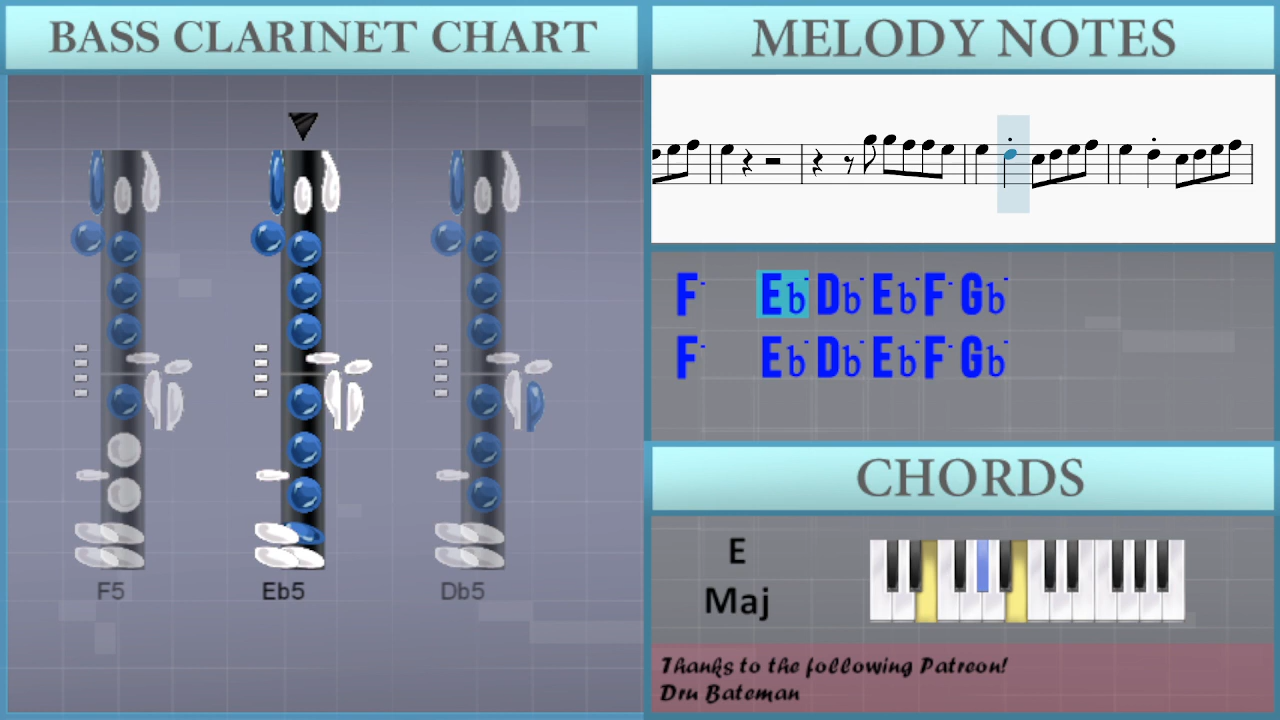 BASS CLARINET CHART
F5 Eb5 Db5
MELODY NOTES
F Eb Db Eb F Gb
F Eb Db Eb F Gb
CHORDS
E
Maj
Thanks to the following Patreon!
Dru Bateman